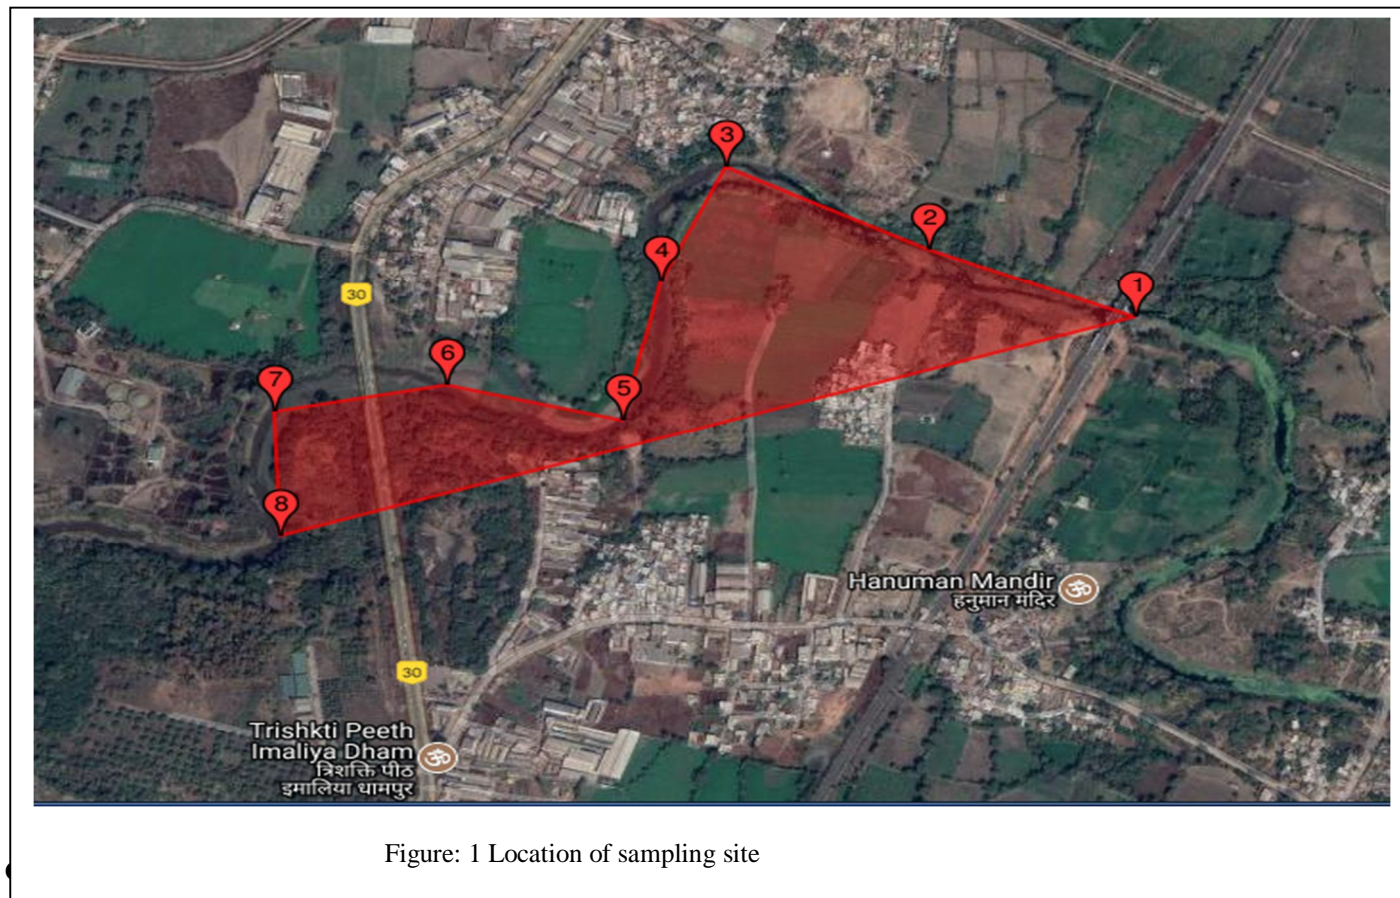 3
2
4
1
30
6
7
5
8
Hanuman Mandir
हनुमान मंदिर
30
Trishkti Peeth
Imaliya Dham
त्रिशक्ति पीठ
इमालिया धामपुर
Figure: 1 Location of sampling site